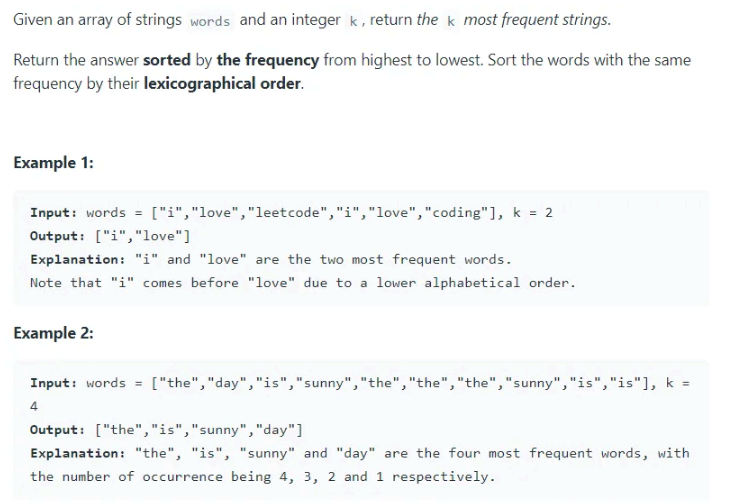 Given an array of strings words and an integer k, return the k most frequent strings.
Return the answer sorted by the frequency from highest to lowest. Sort the words with the same
frequency by their lexicographical order.
Example 1:
Input: words = ["i","love","leetcode","i","love","coding"], k = 2
Output: ["i","love"]
Explanation: "i" and "love" are the two most frequent words.
Note that "i" comes before "love" due to a lower alphabetical order.
Example 2:
Input: words = ["the","day","is","sunny","the","the","the","sunny","is","is"], k =
4
Output: ["the","is","sunny","day"]
Explanation: "the", "is", "sunny" and "day" are the four most frequent words, with
the number of occurrence being 4, 3, 2 and 1 respectively.